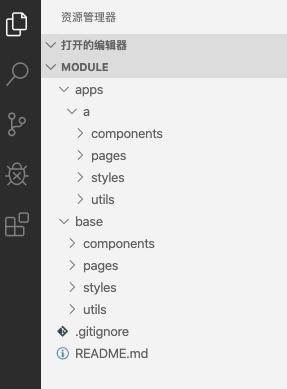 资源管理器
打开的编辑器
MODULE
apps
a
components
pages
styles
utils
base
components
pages
styles
utils
.gitignore
README.md